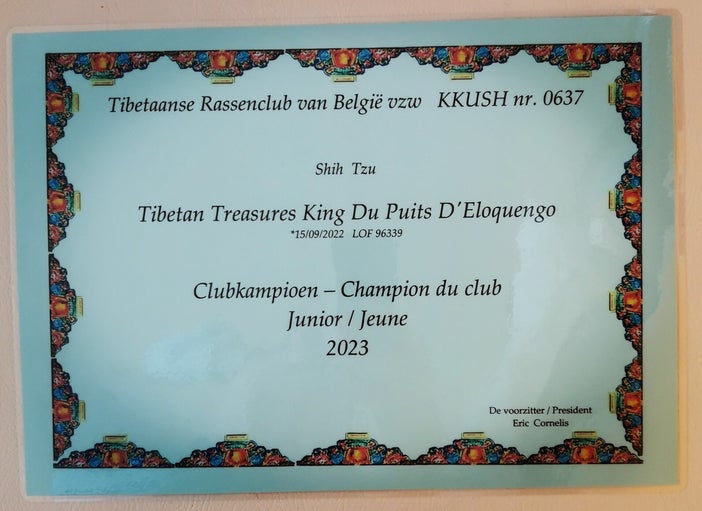 Tibetaanse Rassenclub van België vzw KKUSH nr. 0637
Shih Tzu
Tibetan Treasures King Du Puits D'Eloquengo
*15/09/2022 LOF 96339
Clubkampioen – Champion du club
Junior / Jeune
2023
De voorzitter / President
Eric Cornelis